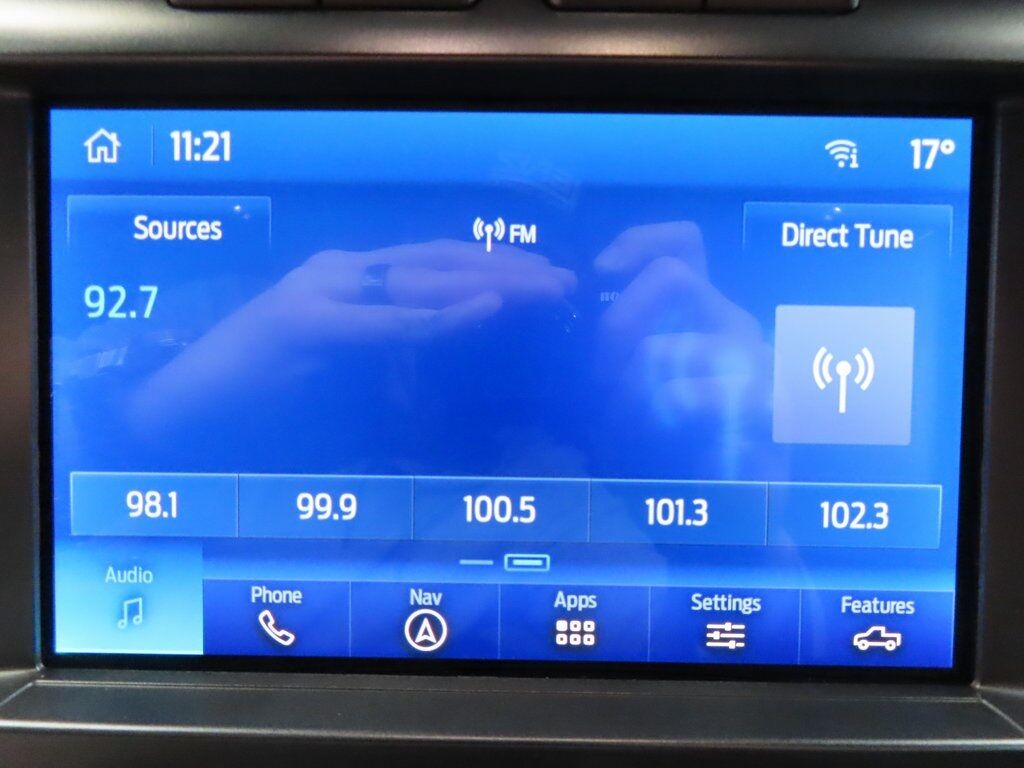 11:21
17°
Sources
FM
Direct Tune
92.7
98.1 99.9 100.5 101.3 102.3
Audio Phone Nav Apps Settings Features